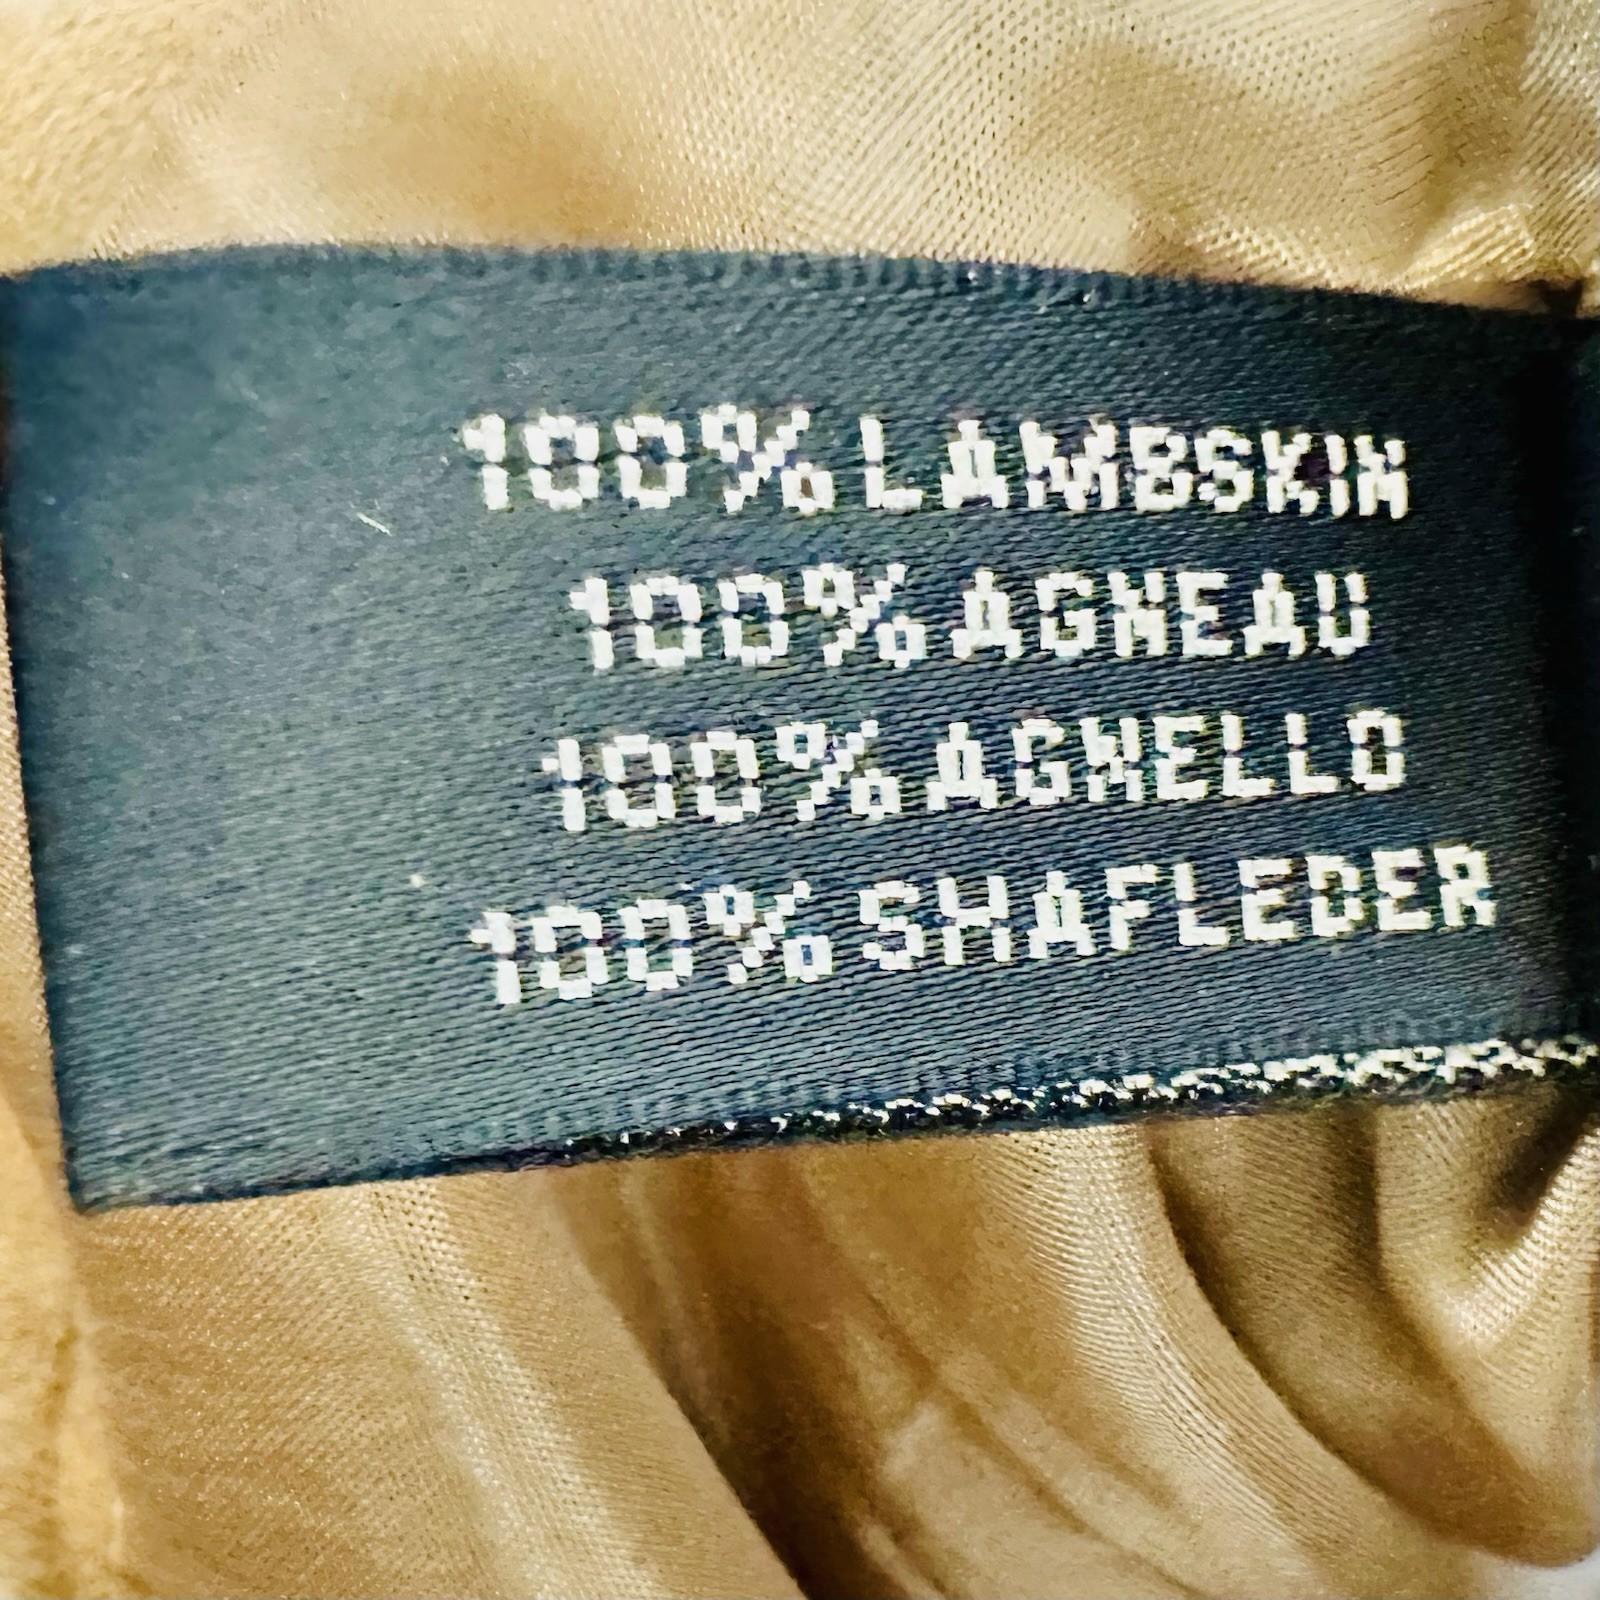 100% LAMBSKIN
100% AGNEAU
100% AGNELLO
100% SHAFLEDER